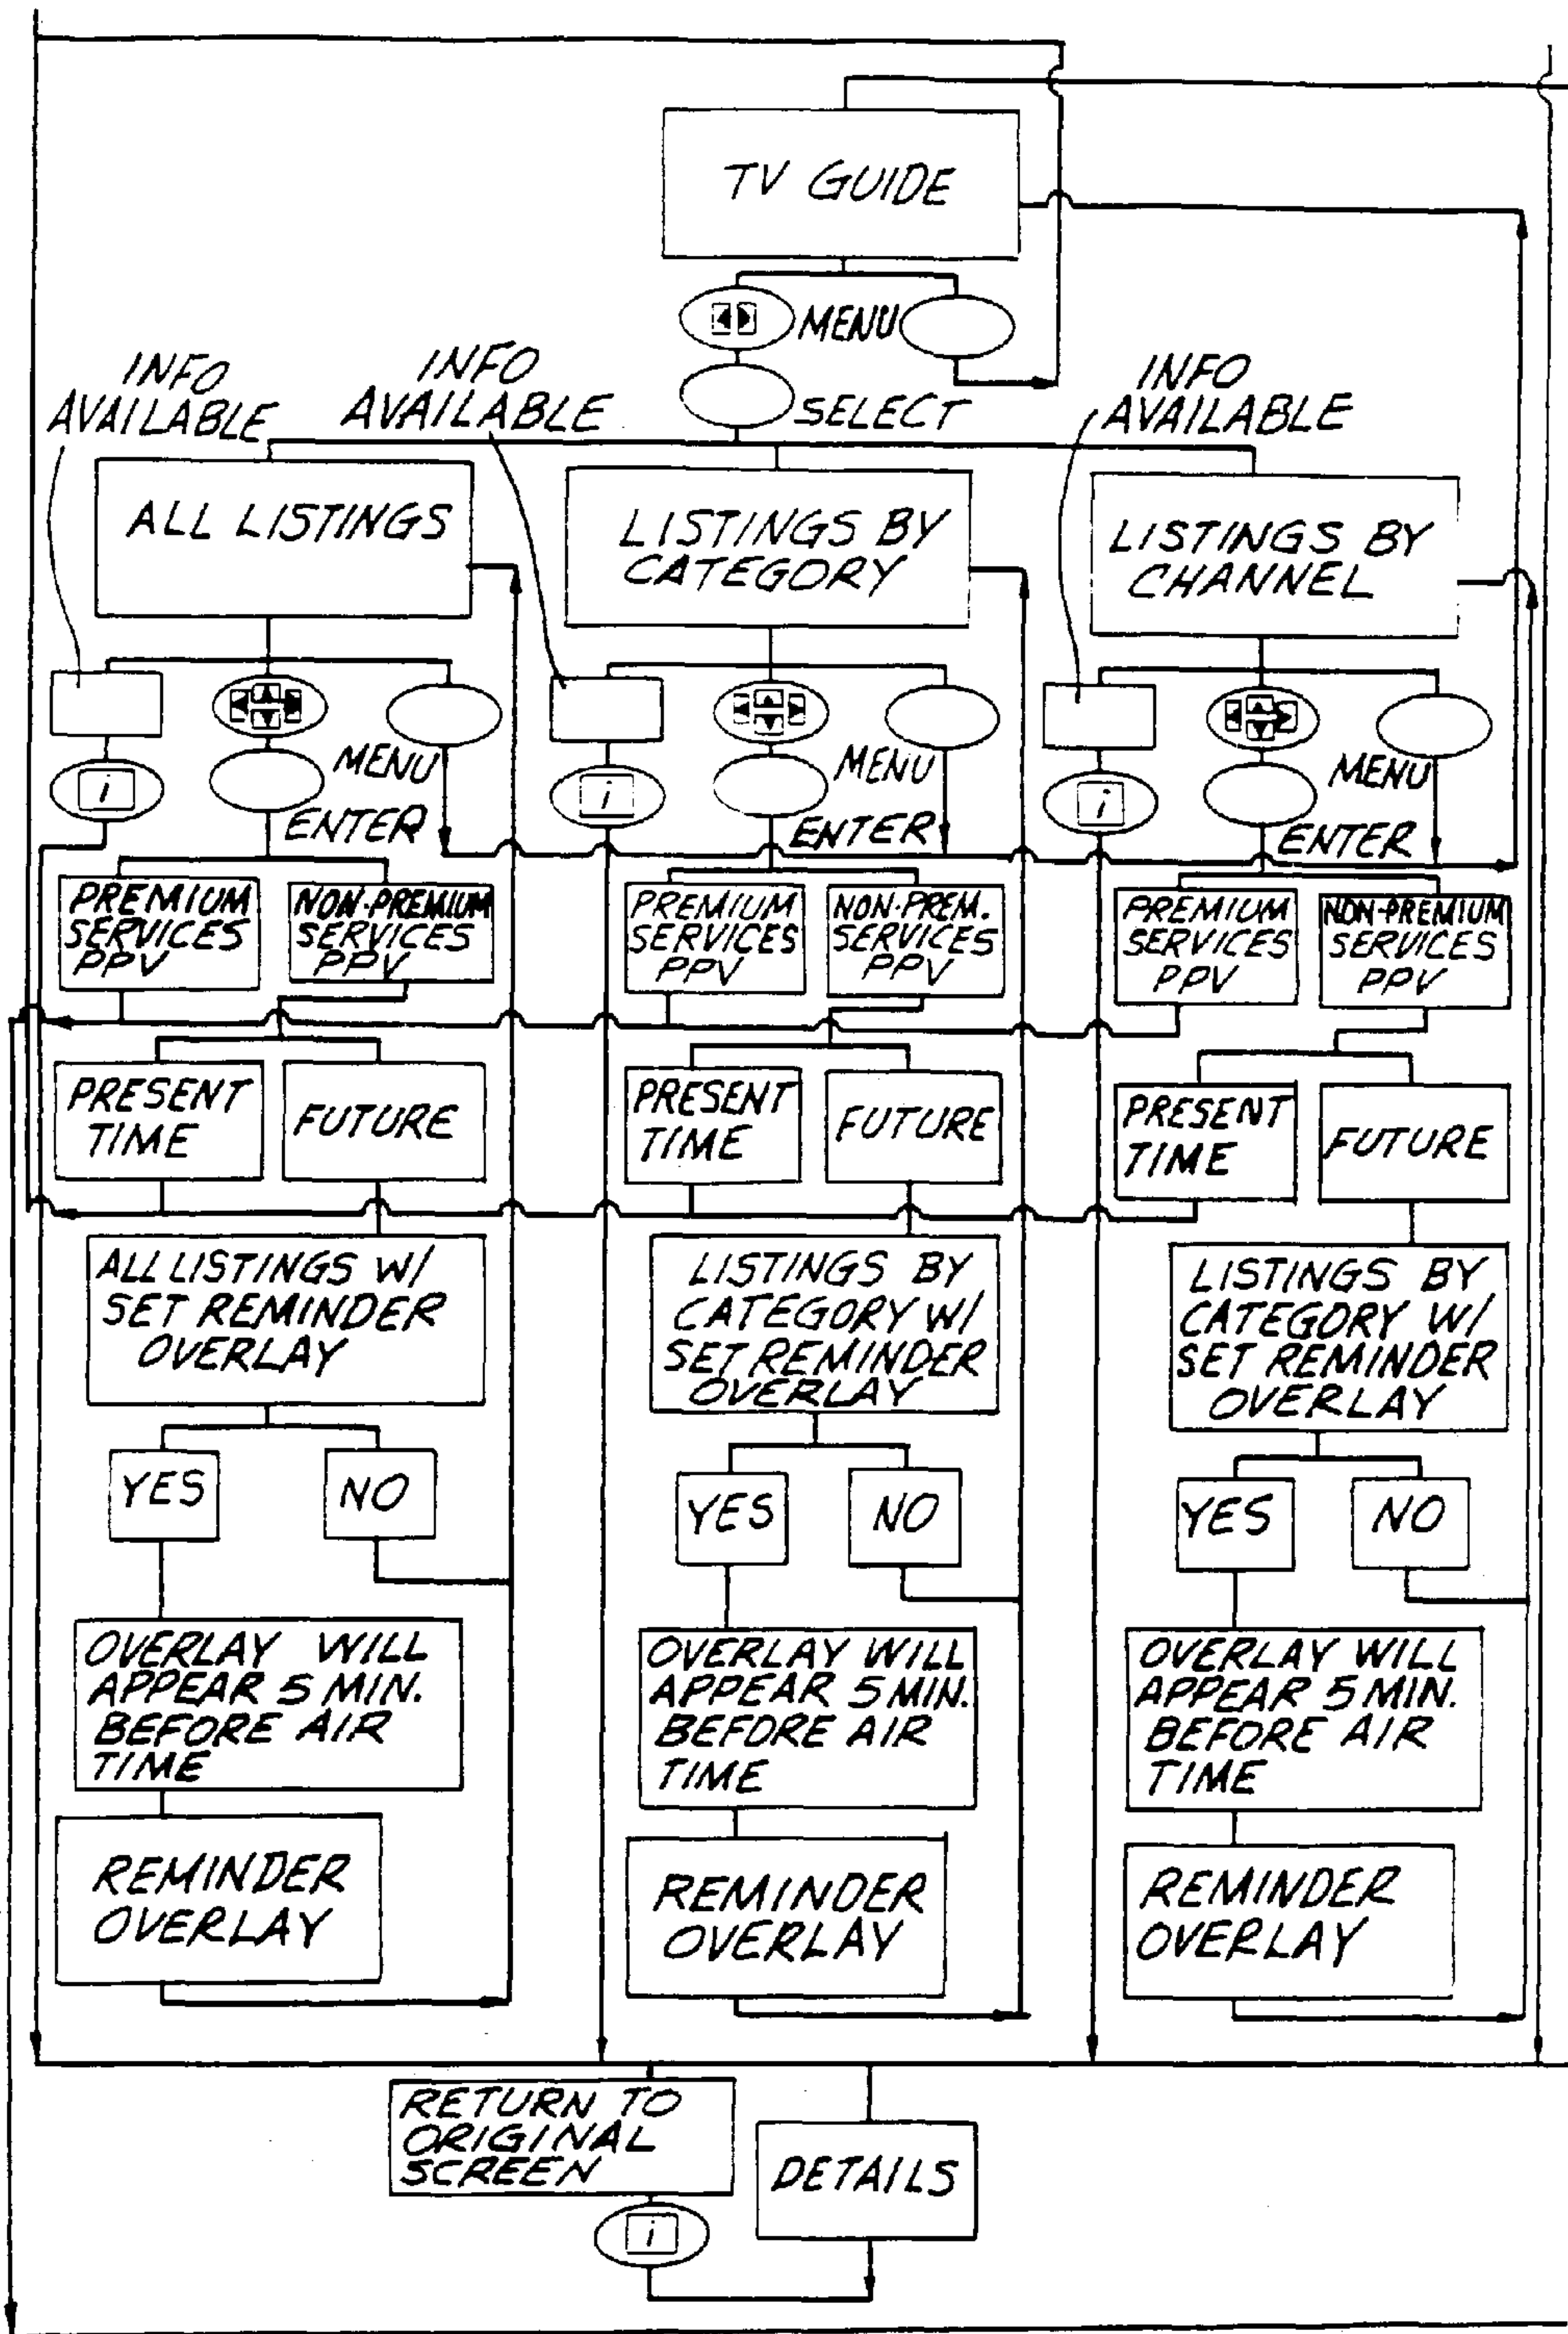 TV GUIDE
MENU
SELECT
INFO
AVAILABLE
INFO
AVAILABLE
INFO
AVAILABLE
ALL LISTINGS
LISTINGS BY
CATEGORY
LISTINGS BY
CHANNEL
i
MENU
ENTER
i
MENU
ENTER
i
MENU
ENTER
PREMIUM
SERVICES
PPV
NON-PREMIUM
SERVICES
PPV
PREMIUM
SERVICES
PPV
NON-PREM.
SERVICES
PPV
PREMIUM
SERVICES
PPV
NON-PREMIUM
SERVICES
PPV
PRESENT
TIME
FUTURE
PRESENT
TIME
FUTURE
PRESENT
TIME
FUTURE
ALL LISTINGS W/
SET REMINDER
OVERLAY
LISTINGS BY
CATEGORY W/
SET REMINDER
OVERLAY
LISTINGS BY
CATEGORY W/
SET REMINDER
OVERLAY
YES
NO
YES
NO
YES
NO
OVERLAY WILL
APPEAR 5 MIN.
BEFORE AIR
TIME
OVERLAY WILL
APPEAR 5 MIN.
BEFORE AIR
TIME
OVERLAY WILL
APPEAR 5 MIN.
BEFORE AIR
TIME
REMINDER
OVERLAY
REMINDER
OVERLAY
REMINDER
OVERLAY
RETURN TO
ORIGINAL
SCREEN
DETAILS
i